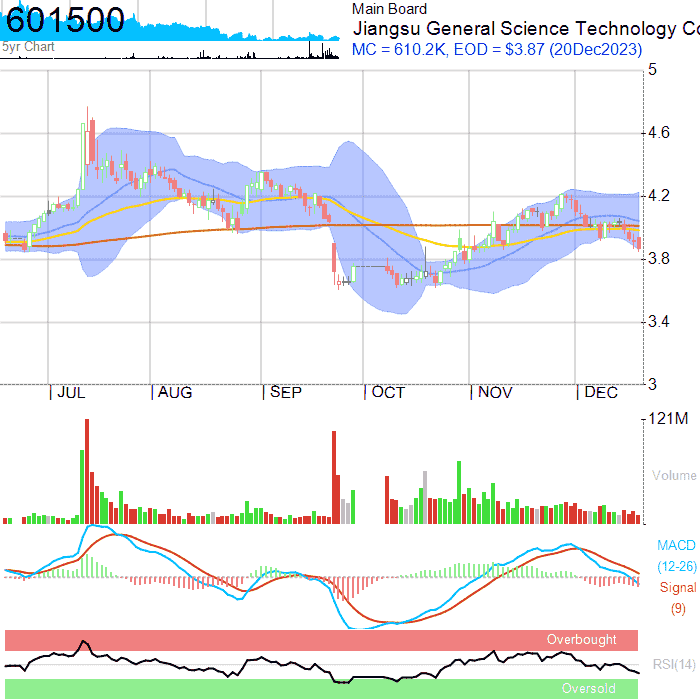 601500
Main Board
Jiangsu General Science Technology Co
MC = 610.2K, EOD = $3.87 (20Dec2023)
5yr Chart
5
4.6
4.2
4
3.8
3.4
3
JUL
AUG
SEP
OCT
NOV
DEC
121M
Volume
MACD
(12-26)
Signal
(9)
Overbought
RSI(14)
Oversold